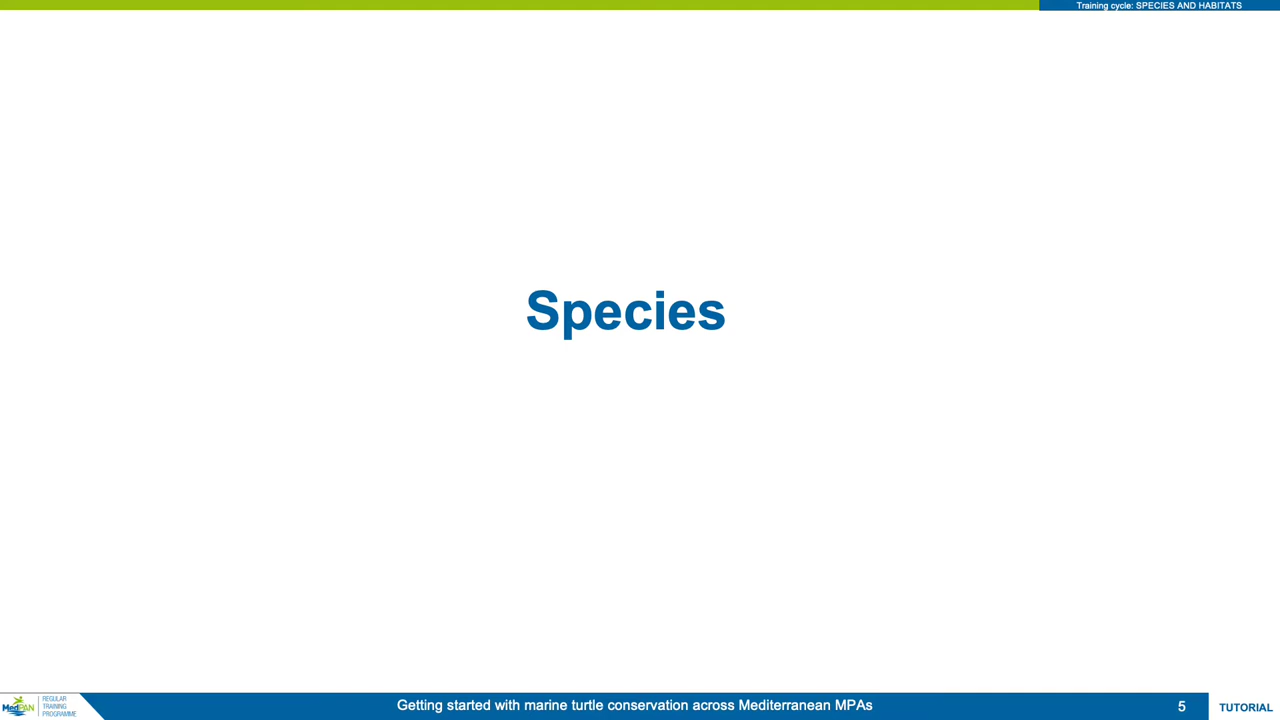 Training cycle: SPECIES AND HABITATS
Species
MedPAN
REGULAR
TRAINING
PROGRAMME
Getting started with marine turtle conservation across Mediterranean MPAs
5
TUTORIAL